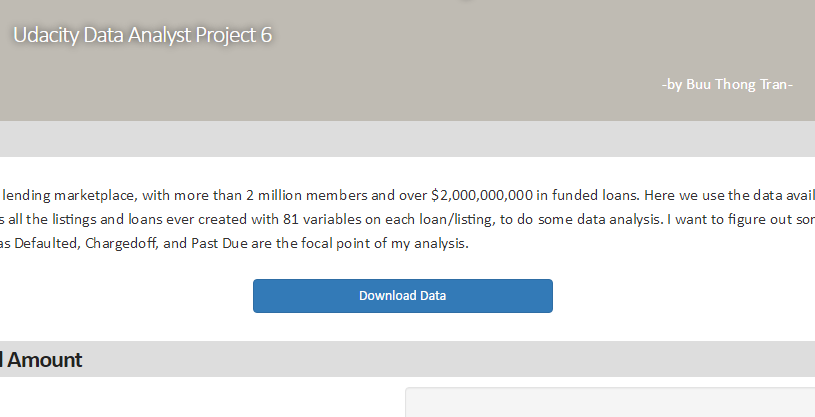 Udacity Data Analyst Project 6
-by Buu Thong Tran-
lending marketplace, with more than 2 million members and over $2,000,000,000 in funded loans. Here we use the data
all the listings and loans ever created with 81 variables on each loan/listing, to do some data analysis. I want to figure out
as Defaulted, Chargedoff, and Past Due are the focal point of my analysis.
Download Data
Amount